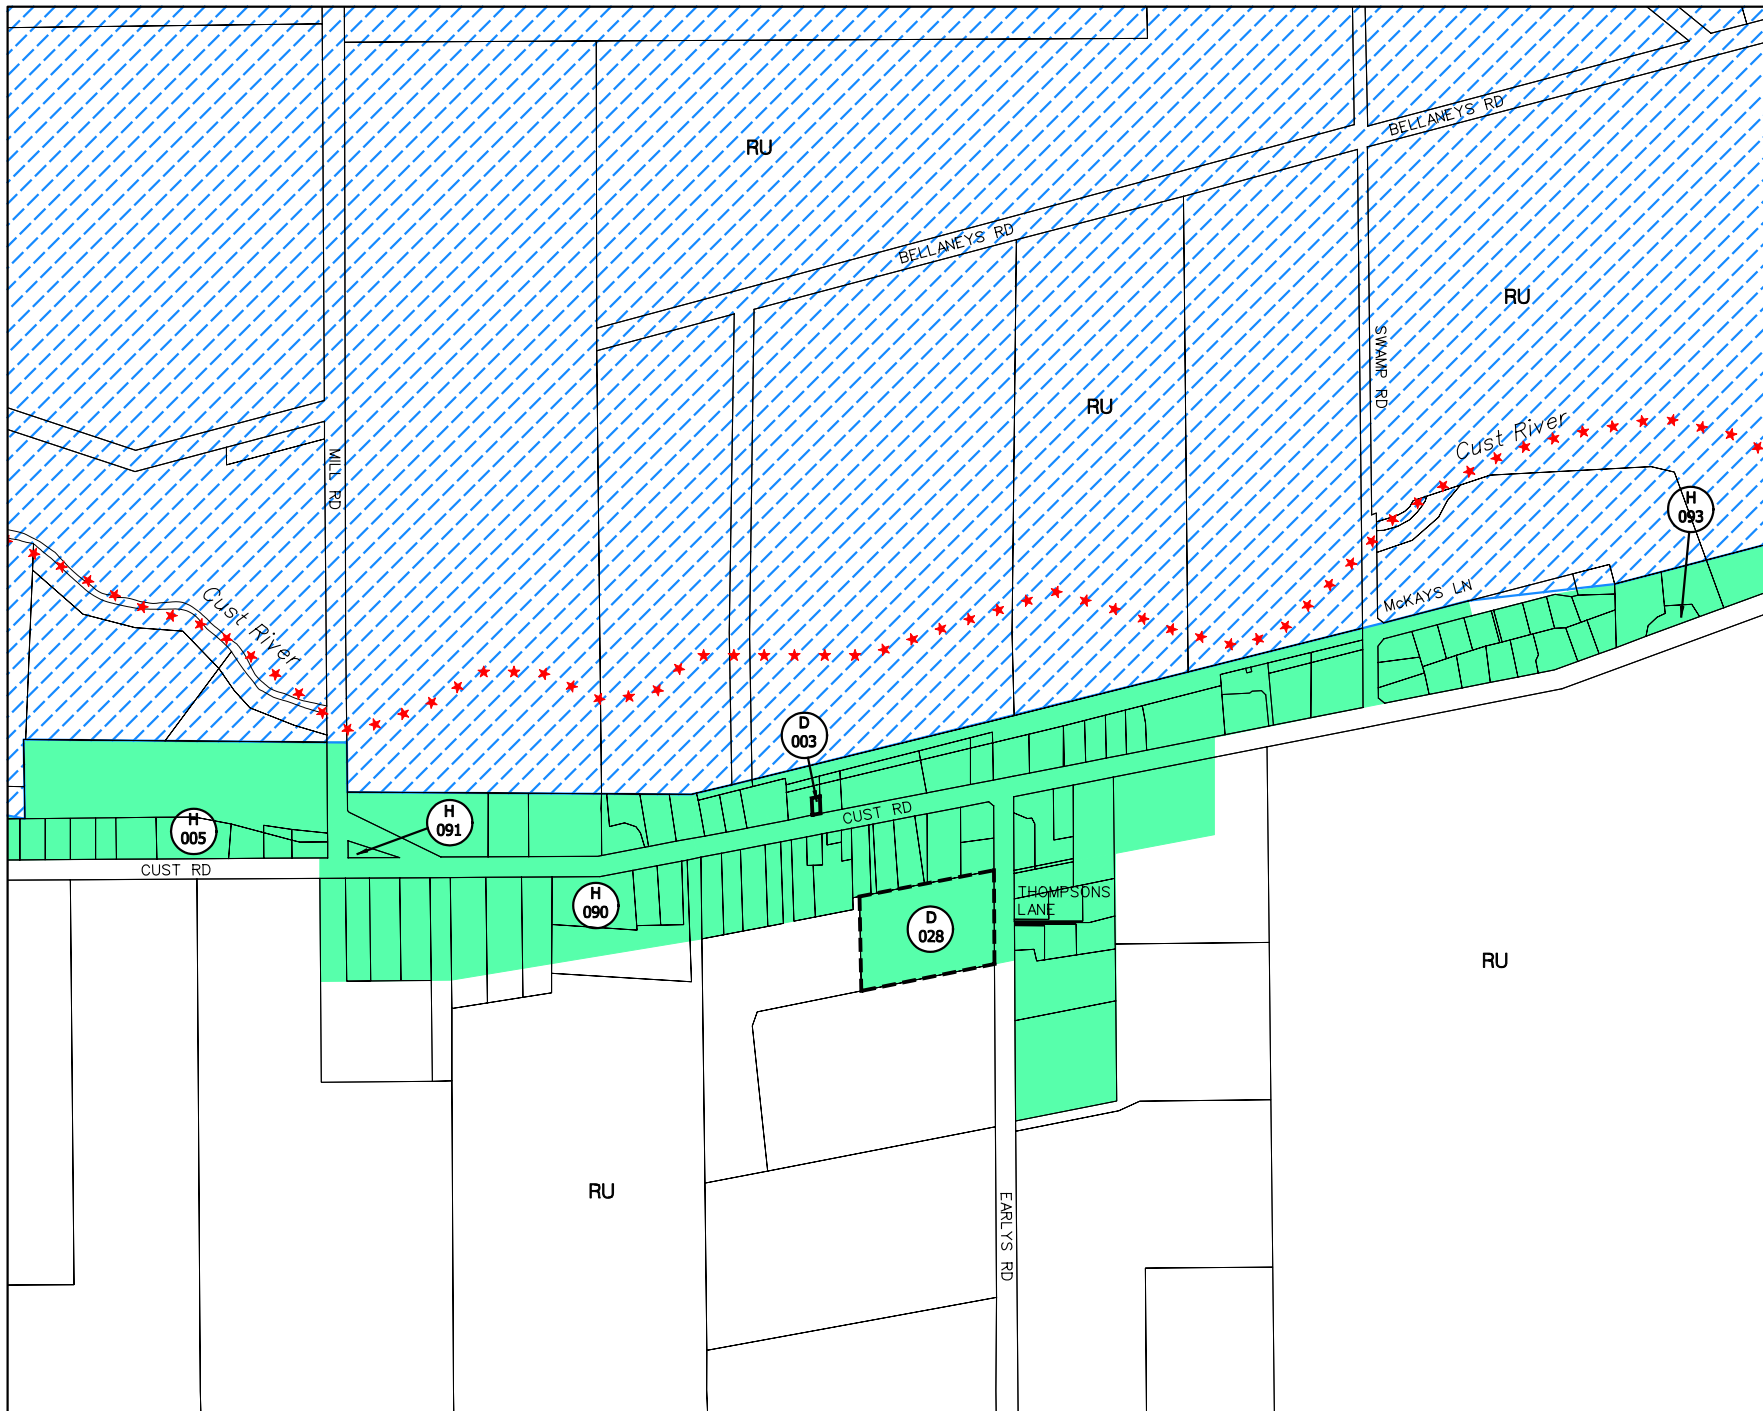 RU
BELLANEYS RD
BELLANEYS RD
RU
SWAMP RD
RU
Cust River
MILL RD
H
093
Cust River
McKAYS LN
D
003
H
005
H
091
CUST RD
CUST RD
H
090
THOMPSONS
LANE
D
028
RU
RU
EARLYS RD